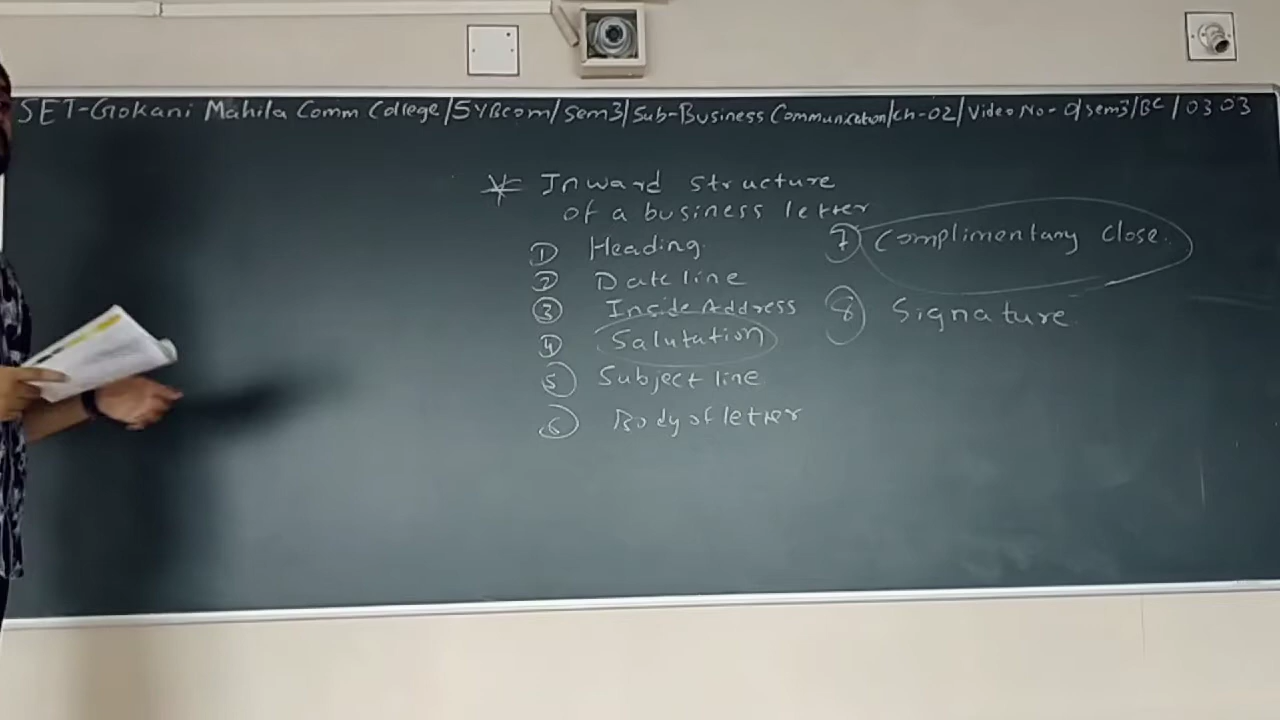 SET-Gokani Mahila Comm College/SYBcom/Sem3/Sub-Business Communication/ch-02/Video No-9/sem3/BC/0303
* Inward structure
of a business letter
① Heading.
② Date line
③ Inside Address
④ Salutation
⑤ Subject line
⑥ Body of letter
⑦ Complimentary close.
⑧ Signature.